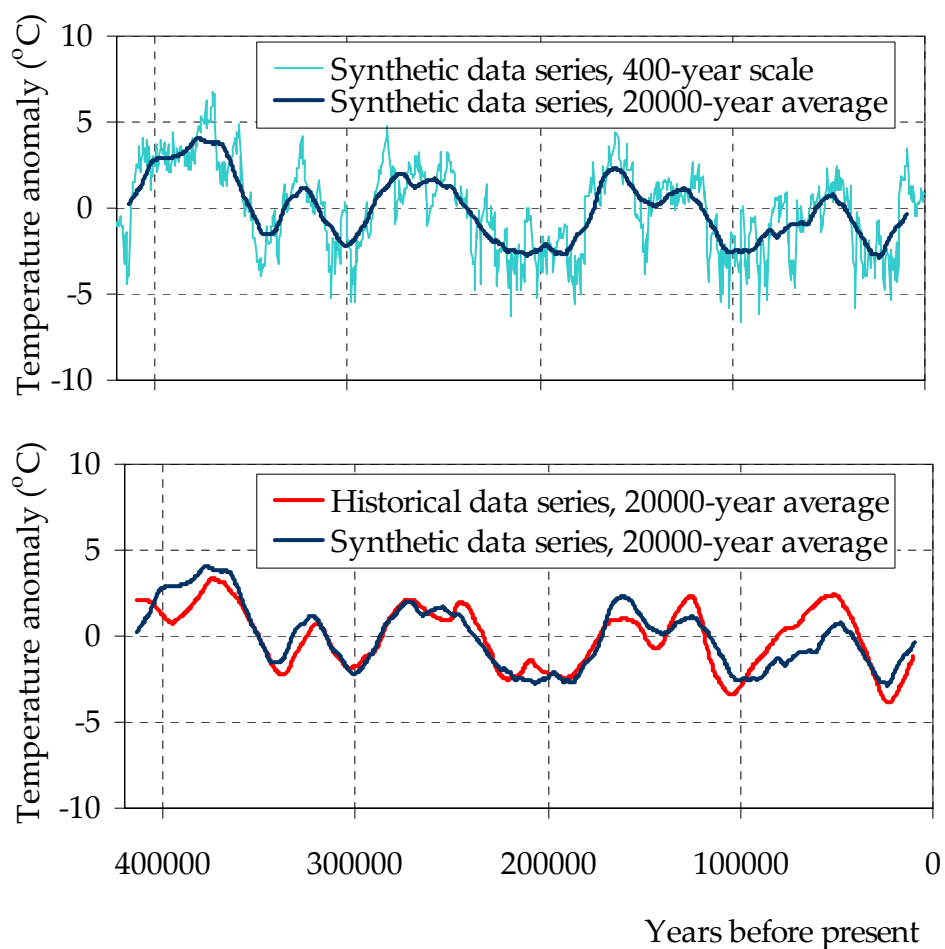 Temperature anomaly (°C)
10
5
0
-5
-10
Synthetic data series, 400-year scale
Synthetic data series, 20000-year average
Temperature anomaly (°C)
10
5
0
-5
-10
Historical data series, 20000-year average
Synthetic data series, 20000-year average
400000 300000 200000 100000 0
Years before present